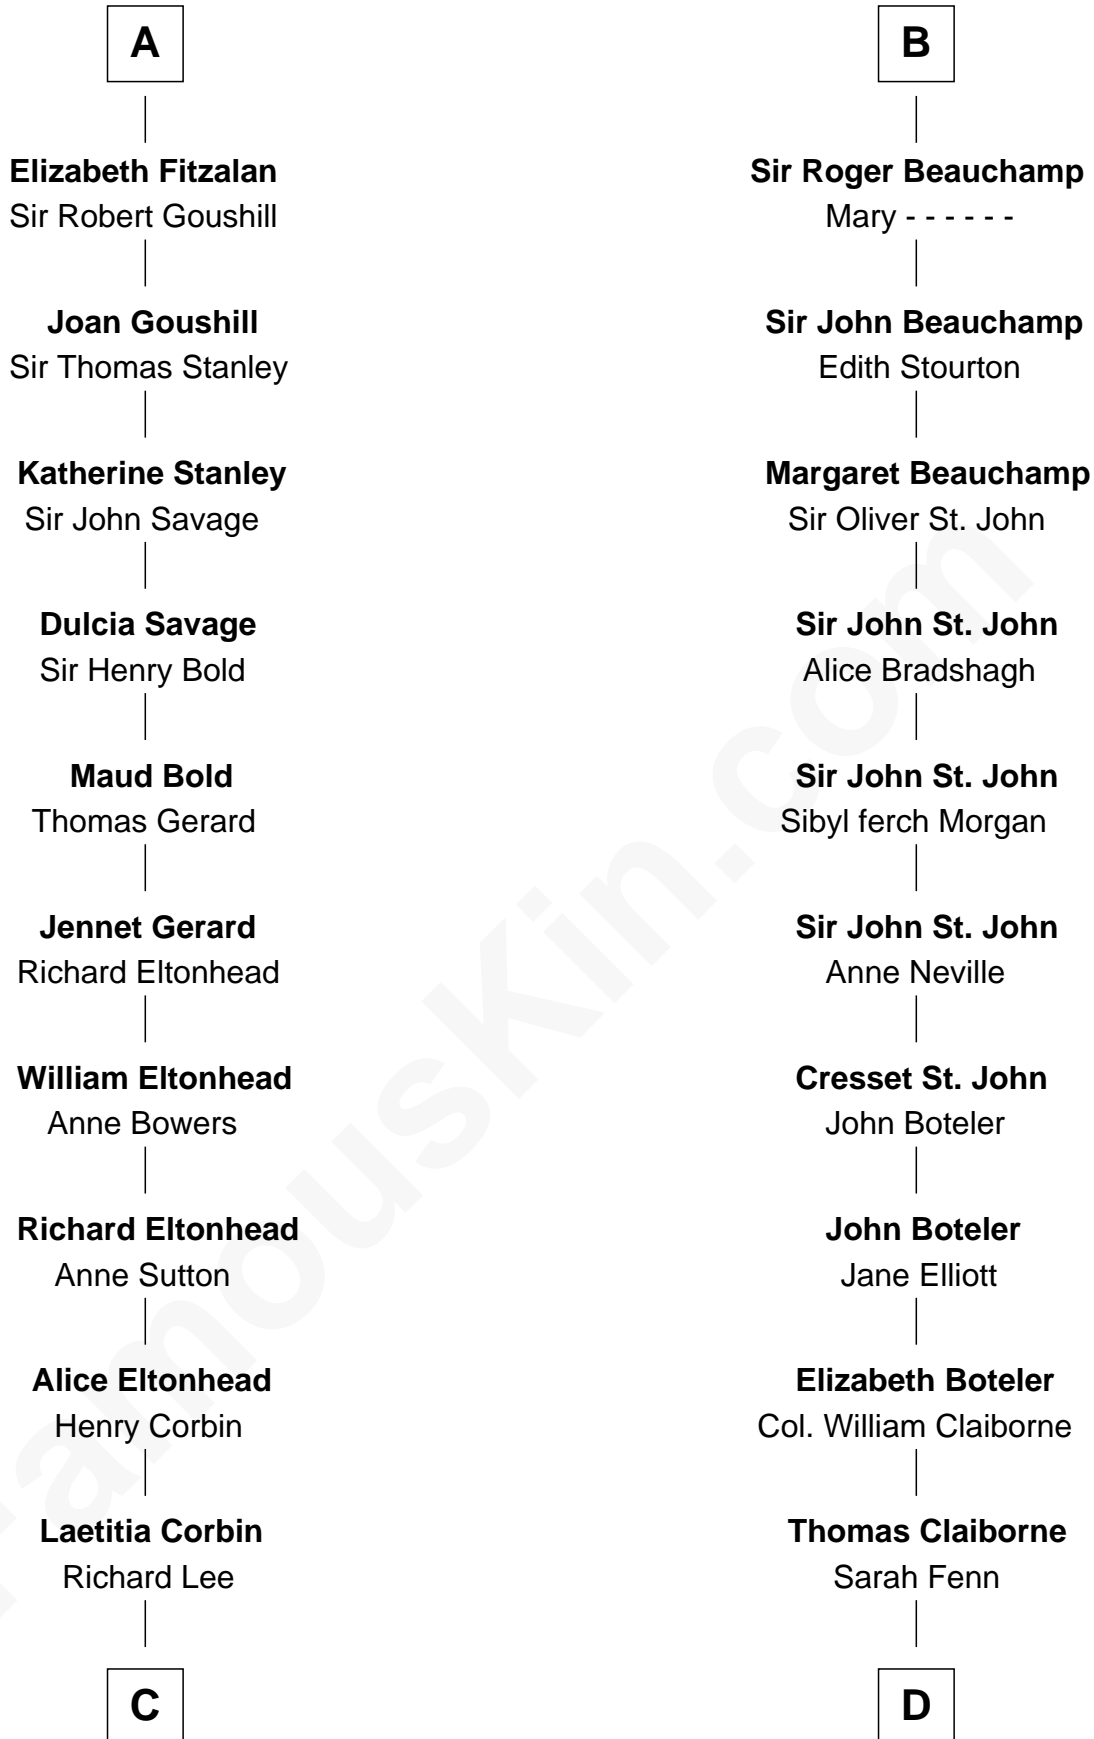 A
Elizabeth Fitzalan
Sir Robert Goushill
Joan Goushill
Sir Thomas Stanley
Katherine Stanley
Sir John Savage
Dulcia Savage
Sir Henry Bold
Maud Bold
Thomas Gerard
Jennet Gerard
Richard Eltonhead
William Eltonhead
Anne Bowers
Richard Eltonhead
Anne Sutton
Alice Eltonhead
Henry Corbin
Laetitia Corbin
Richard Lee
C
B
Sir Roger Beauchamp
Mary - - - - - -
Sir John Beauchamp
Edith Stourton
Margaret Beauchamp
Sir Oliver St. John
Sir John St. John
Alice Bradshagh
Sir John St. John
Sibyl ferch Morgan
Sir John St. John
Anne Neville
Cresset St. John
John Boteler
John Boteler
Jane Elliott
Elizabeth Boteler
Col. William Claiborne
Thomas Claiborne
Sarah Fenn
D
FamousKin.com